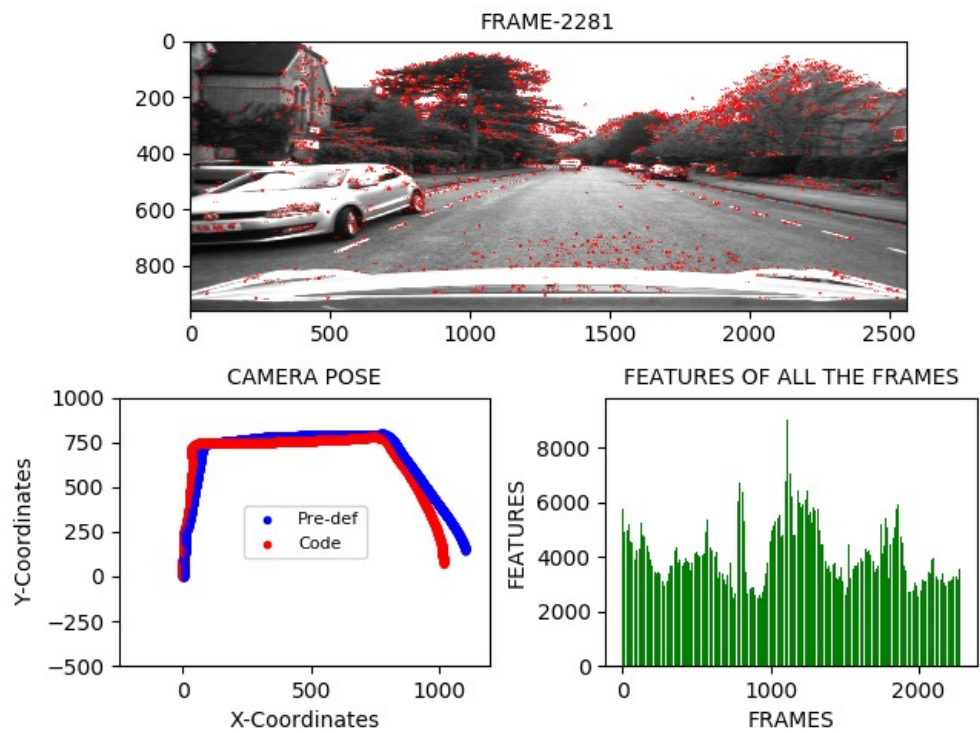 FRAME-2281
0
200
400
600
800
0 500 1000 1500 2000 2500
CAMERA POSE
1000
750
500
250
0
−250
−500
Y-Coordinates
Pre-def
Code
0 500 1000
X-Coordinates
FEATURES OF ALL THE FRAMES
8000
6000
4000
2000
0
FEATURES
0 1000 2000
FRAMES